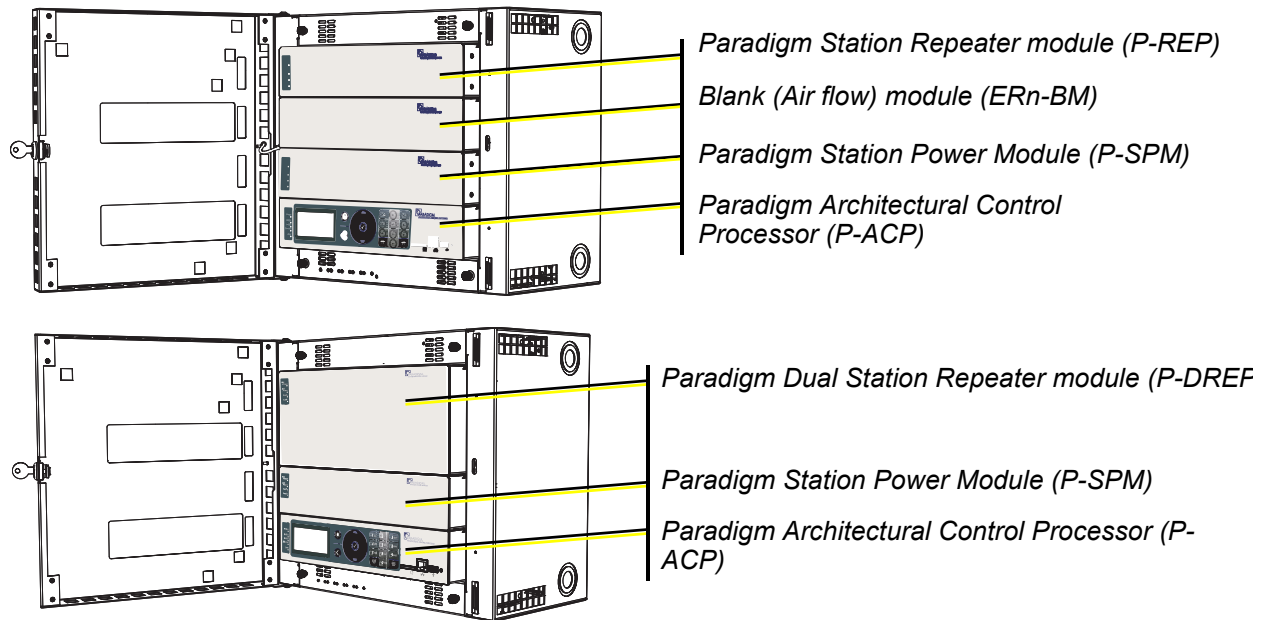 Paradigm Station Repeater module (P-REP)
Blank (Air flow) module (ERn-BM)
Paradigm Station Power Module (P-SPM)
Paradigm Architectural Control
Processor (P-ACP)
Paradigm Dual Station Repeater module (P-DREP
Paradigm Station Power Module (P-SPM)
Paradigm Architectural Control Processor (P-
ACP)